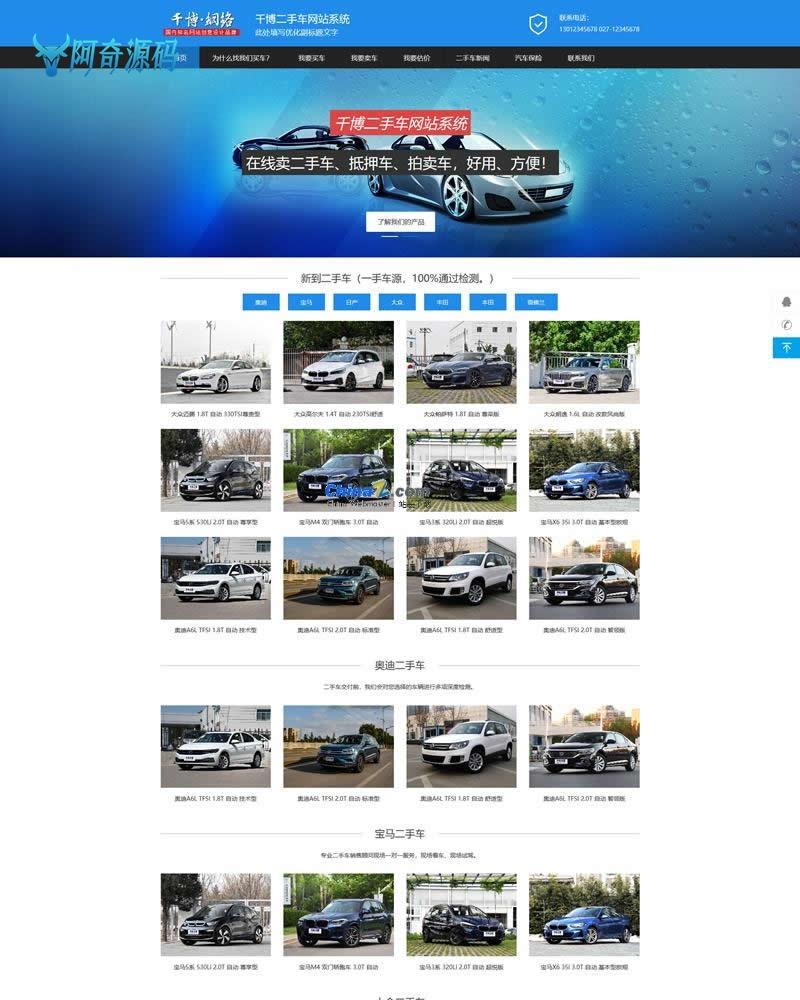 千博·網络
国内知名网站创意设计品牌
千博二手车网站系统
此处填写优化副标题文字
联系电话：
13012345678 027-12345678
阿奇源码
首页 为什么找我们买车? 我要买车 我要卖车 我要估价 二手车新闻 汽车保险 联系我们
千博二手车网站系统
在线卖二手车、抵押车、拍卖车，好用、方便！
了解我们的产品
新到二手车（一手车源，100%通过检测。）
奥迪 宝马 日产 大众 丰田 本田 雪佛兰
大众迈腾 1.8T 自动 330TSI尊贵型 大众高尔夫 1.4T 自动 230TSI舒适 大众帕萨特 1.8T 自动 尊荣版 大众朗逸 1.6L 自动 改款风尚版
ChinaZ.com
宝马5系 530Li 2.0T 自动 尊享型 宝马M4 双门轿跑车 3.0T 自动 宝马3系 320Li 2.0T 自动 超悦版 宝马X6 35i 3.0T 自动 基本型欧规
奥迪A6L TFSI 1.8T 自动 技术型 奥迪A6L TFSI 2.0T 自动 标准型 奥迪A6L TFSI 1.8T 自动 舒适型 奥迪A6L TFSI 2.0T 自动 智领版
奥迪二手车
二手车交付前，我们会对您选择的车辆进行多项深度检测。
奥迪A6L TFSI 1.8T 自动 技术型 奥迪A6L TFSI 2.0T 自动 标准型 奥迪A6L TFSI 1.8T 自动 舒适型 奥迪A6L TFSI 2.0T 自动 智领版
宝马二手车
专业二手车销售顾问现场一对一服务，现场看车、现场试驾。
宝马5系 530Li 2.0T 自动 尊享型 宝马M4 双门轿跑车 3.0T 自动 宝马3系 320Li 2.0T 自动 超悦版 宝马X6 35i 3.0T 自动 基本型欧规